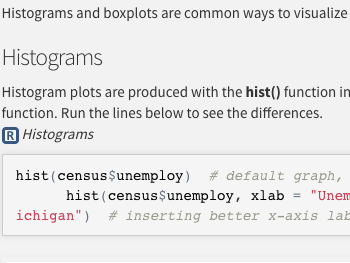 Histograms and boxplots are common ways to visualize
Histograms
Histogram plots are produced with the hist() function in
function. Run the lines below to see the differences.
R Histograms
hist(census$unemploy)  # default graph,
hist(census$unemploy, xlab = "Unem
ichigan")  # inserting better x-axis lab